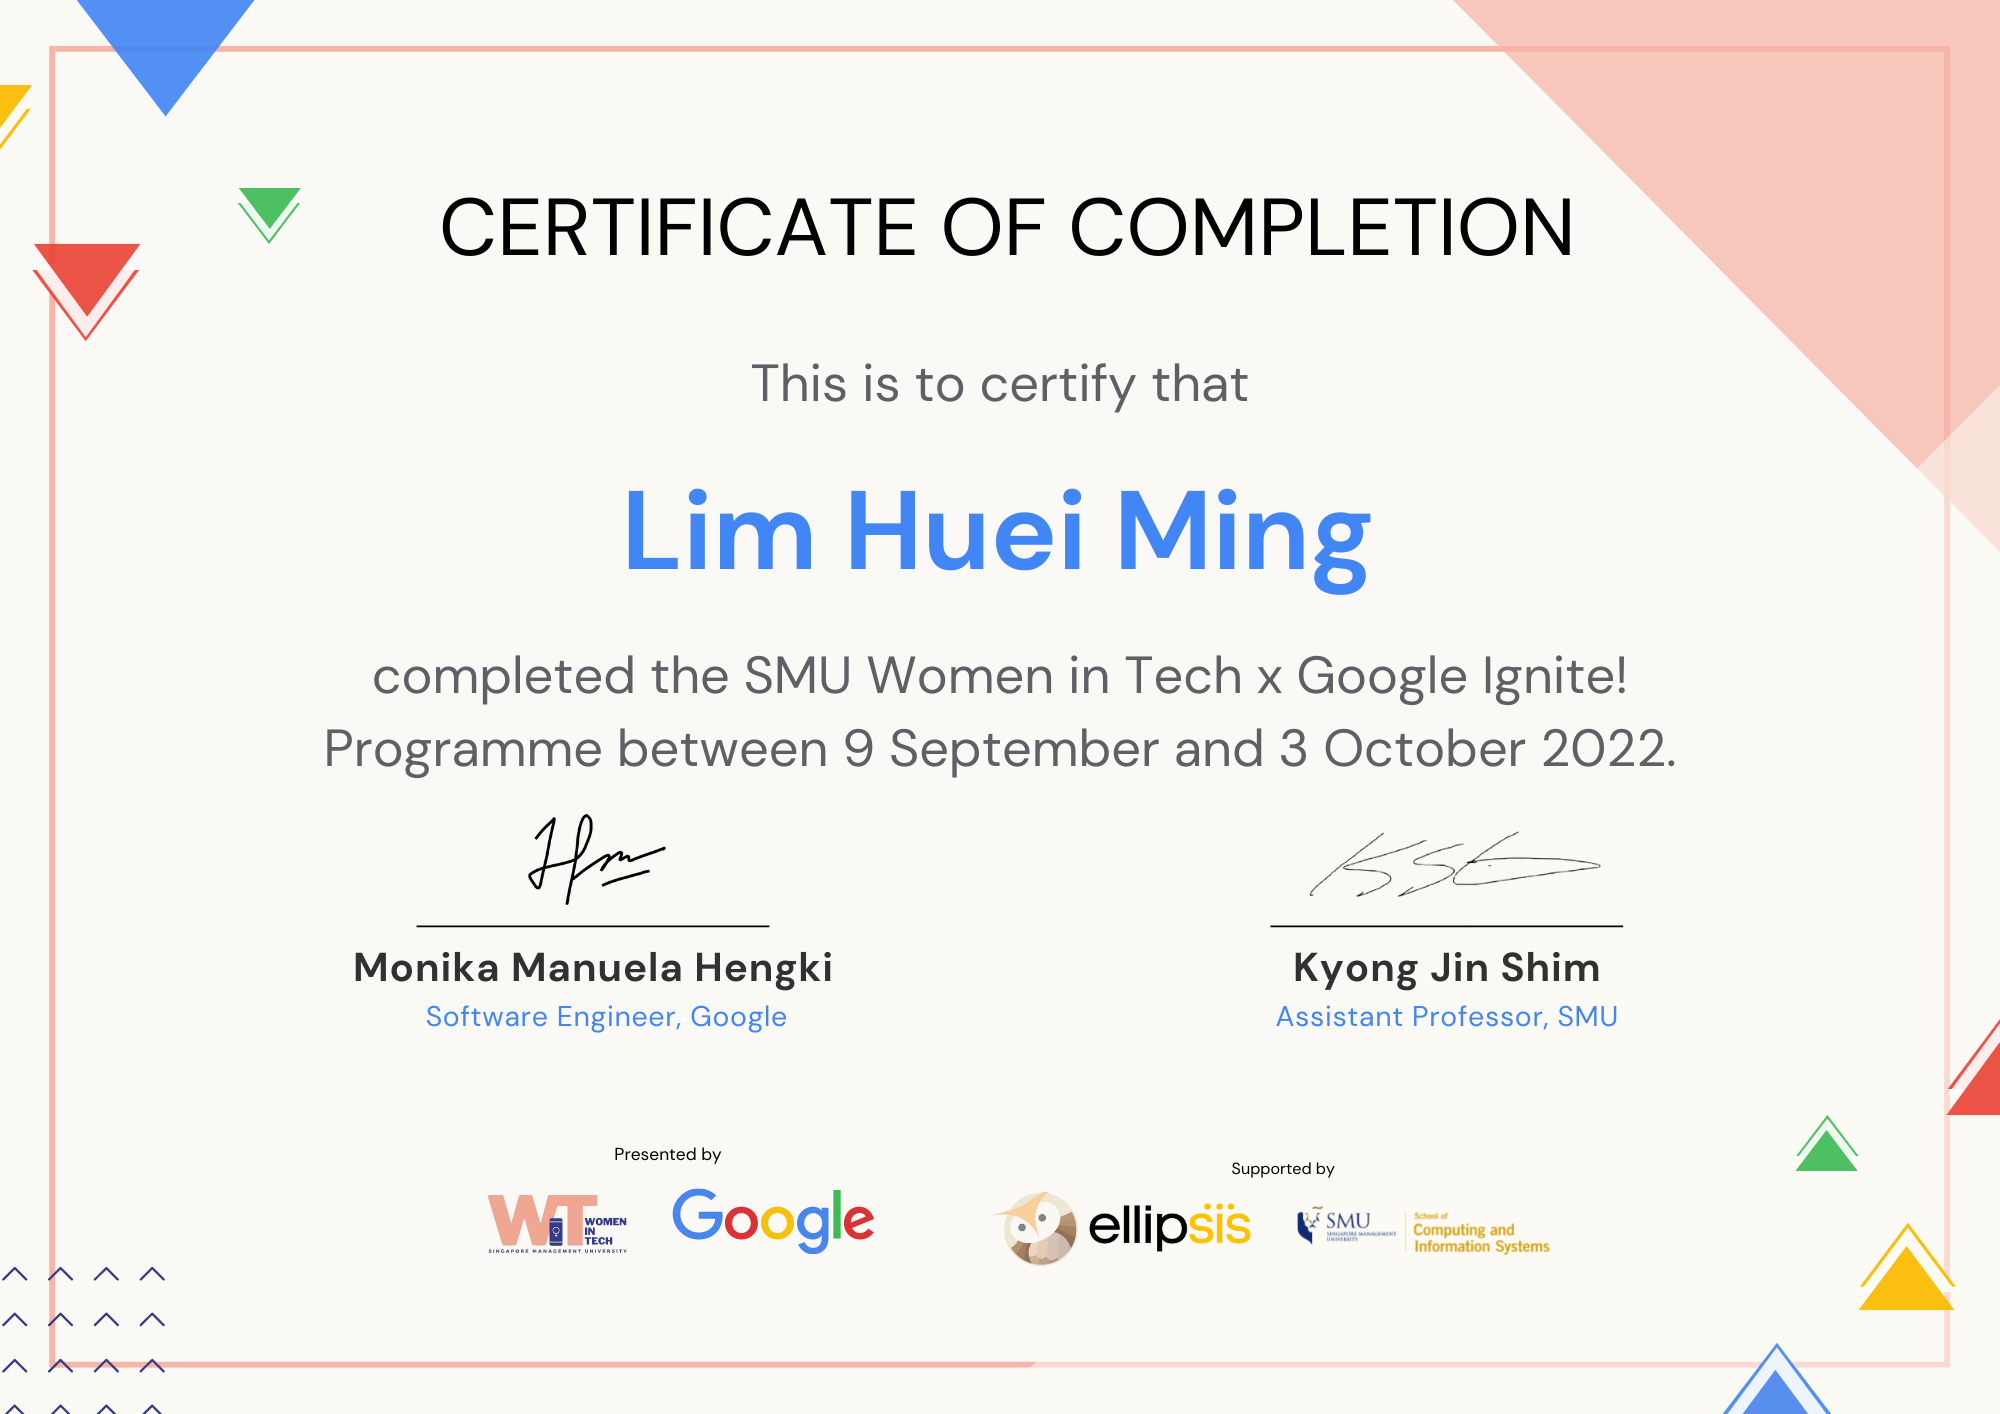 CERTIFICATE OF COMPLETION
This is to certify that
Lim Huei Ming
completed the SMU Women in Tech x Google Ignite!
Programme between 9 September and 3 October 2022.
Monika Manuela Hengki
Software Engineer, Google
Kyong Jin Shim
Assistant Professor, SMU
Presented by
WiT WOMEN
IN
TECH
SINGAPORE MANAGEMENT UNIVERSITY
Google
Supported by
ellipsis
SMU
SINGAPORE MANAGEMENT
UNIVERSITY
School of
Computing and
Information Systems